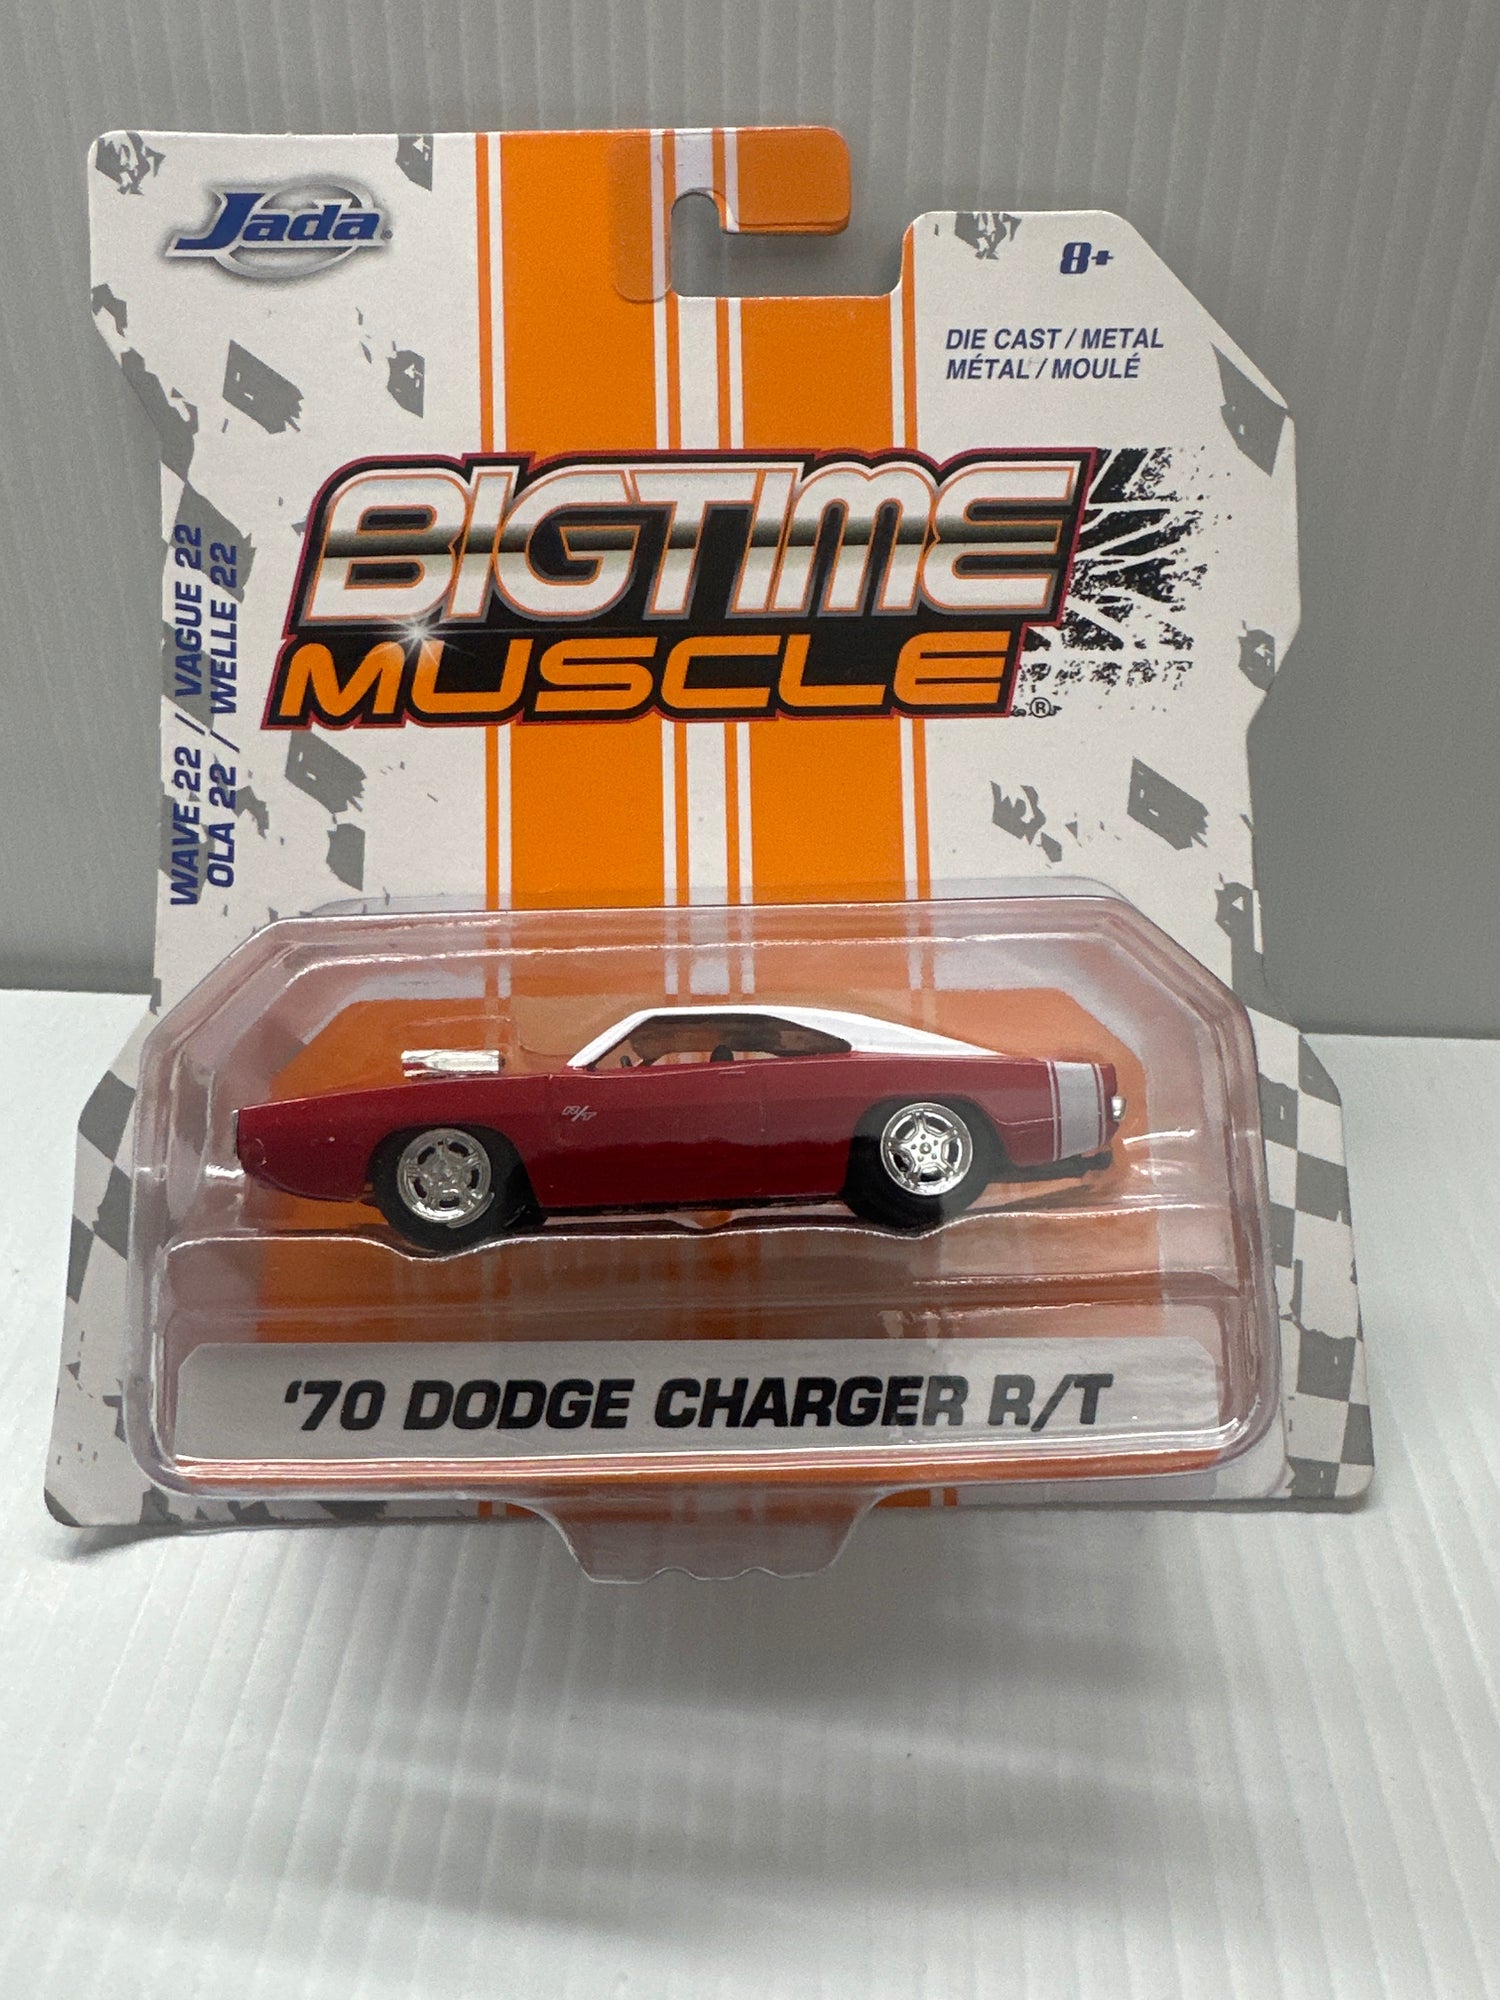 Jada
8+
DIE CAST / METAL
MÉTAL / MOULÉ
BIGTIME
MUSCLE®
WAVE 22 / VAGUE 22
OLA 22 / WELLE 22
R/T
'70 DODGE CHARGER R/T